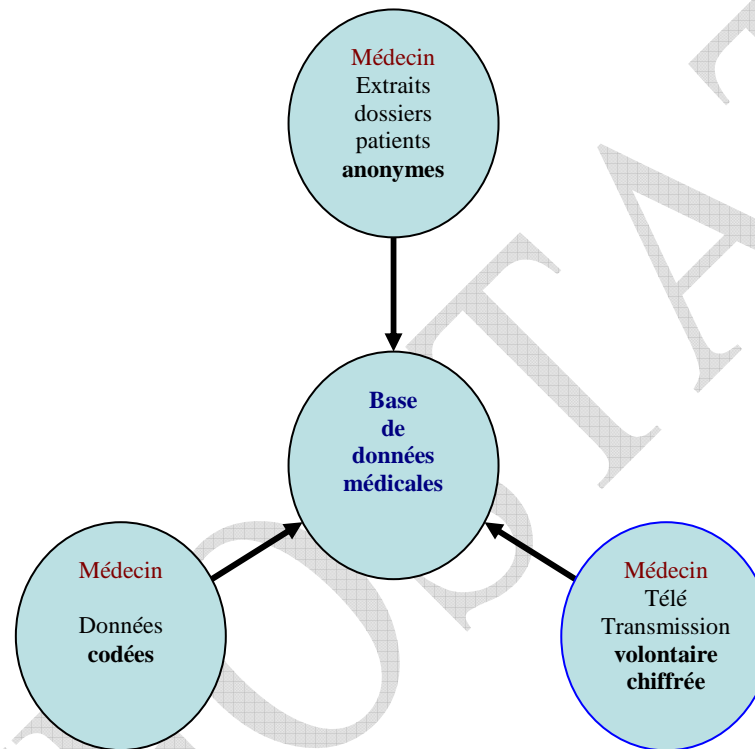 Médecin
Extraits
dossiers
patients
anonymes
Base
de
données
médicales
Médecin
Données
codées
Médecin
Télé
Transmission
volontaire
chiffrée